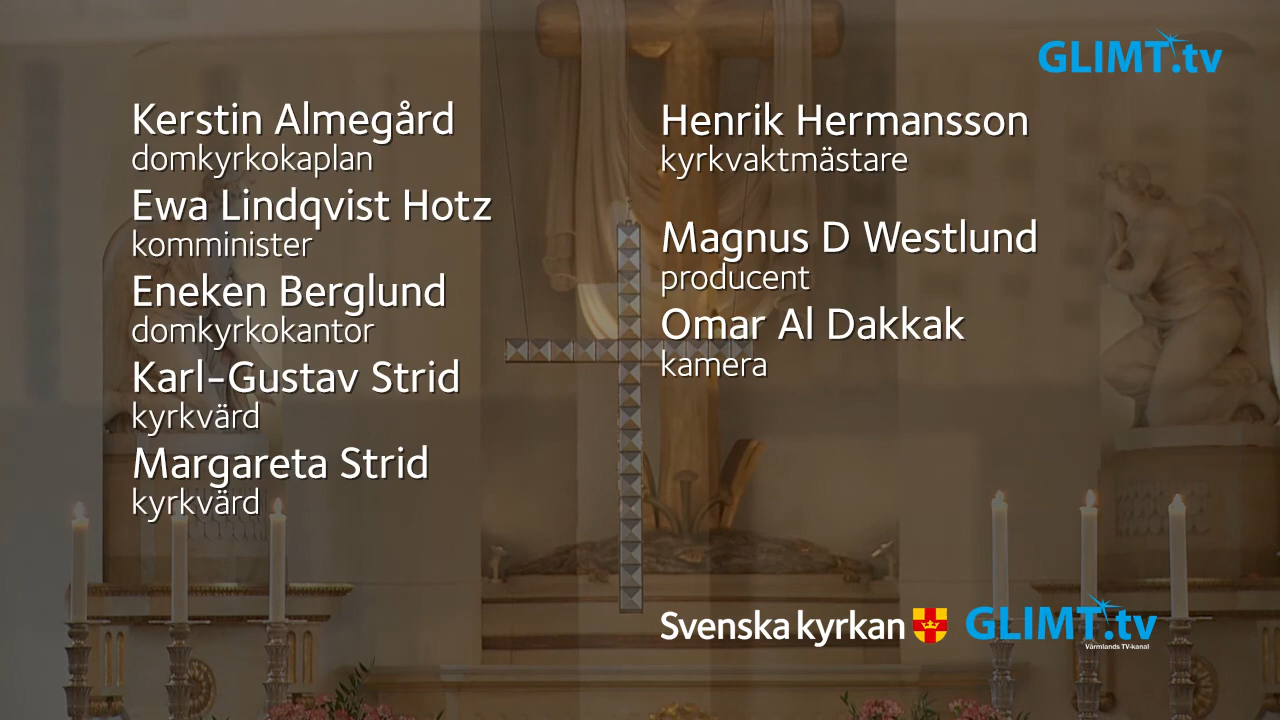 GLIMT.tv
Kerstin Almegård
domkyrkokaplan
Ewa Lindqvist Hotz
komminister
Eneken Berglund
domkyrkokantor
Karl-Gustav Strid
kyrkvärd
Margareta Strid
kyrkvärd
Henrik Hermansson
kyrkvaktmästare
Magnus D Westlund
producent
Omar Al Dakkak
kamera
Svenska kyrkan
GLIMT.tv
Värmlands TV-kanal